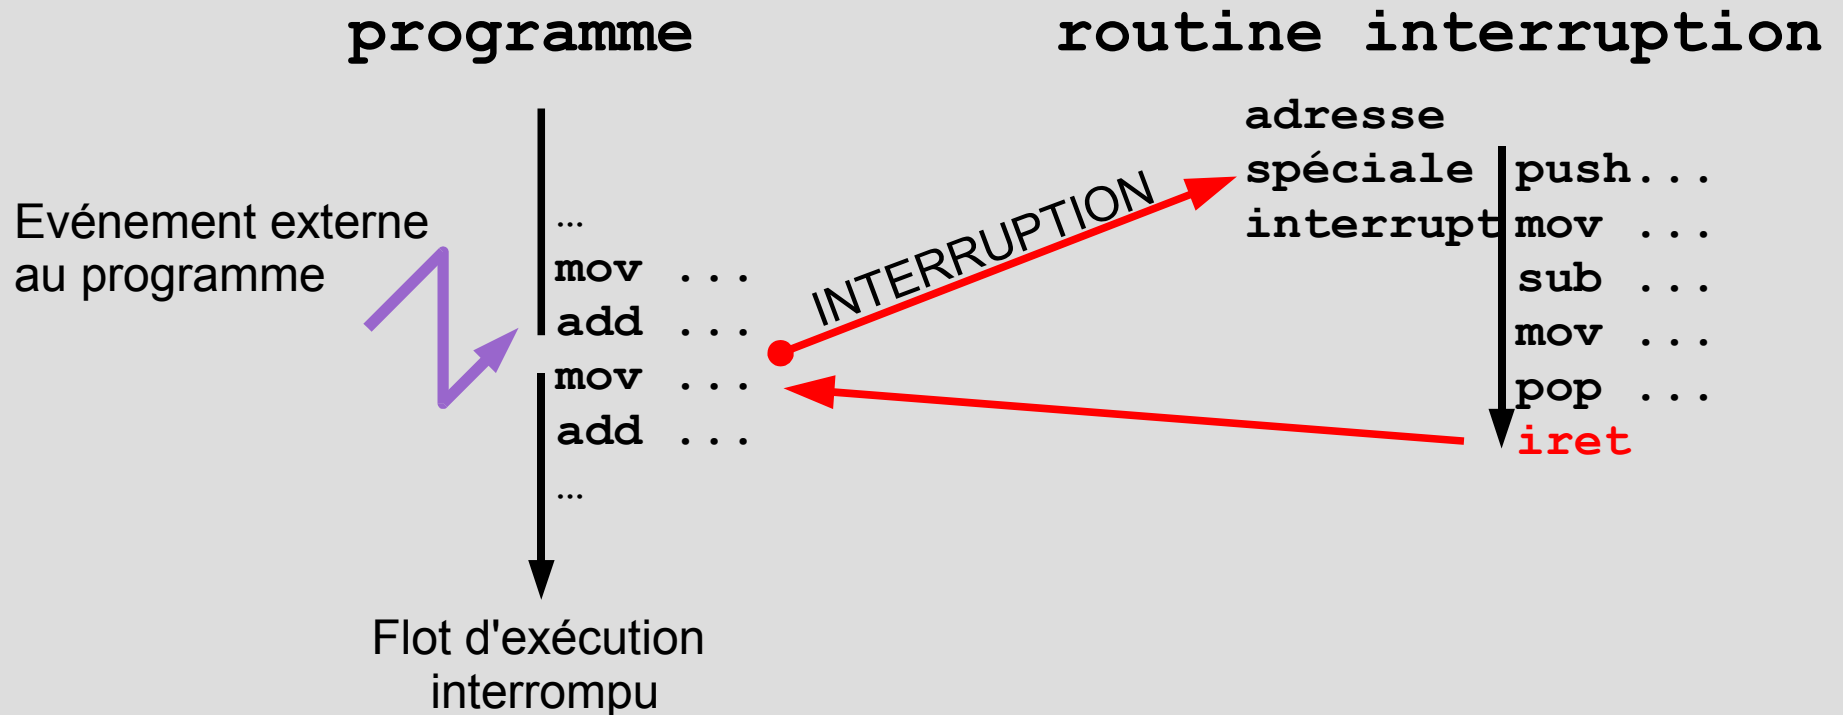 programme
routine interruption
Evénement externe
au programme
...
mov ...
add ...
mov ...
add ...
...
Flot d'exécution
interrompu
INTERRUPTION
adresse
spéciale
interrupt
push...
mov ...
sub ...
mov ...
pop ...
iret